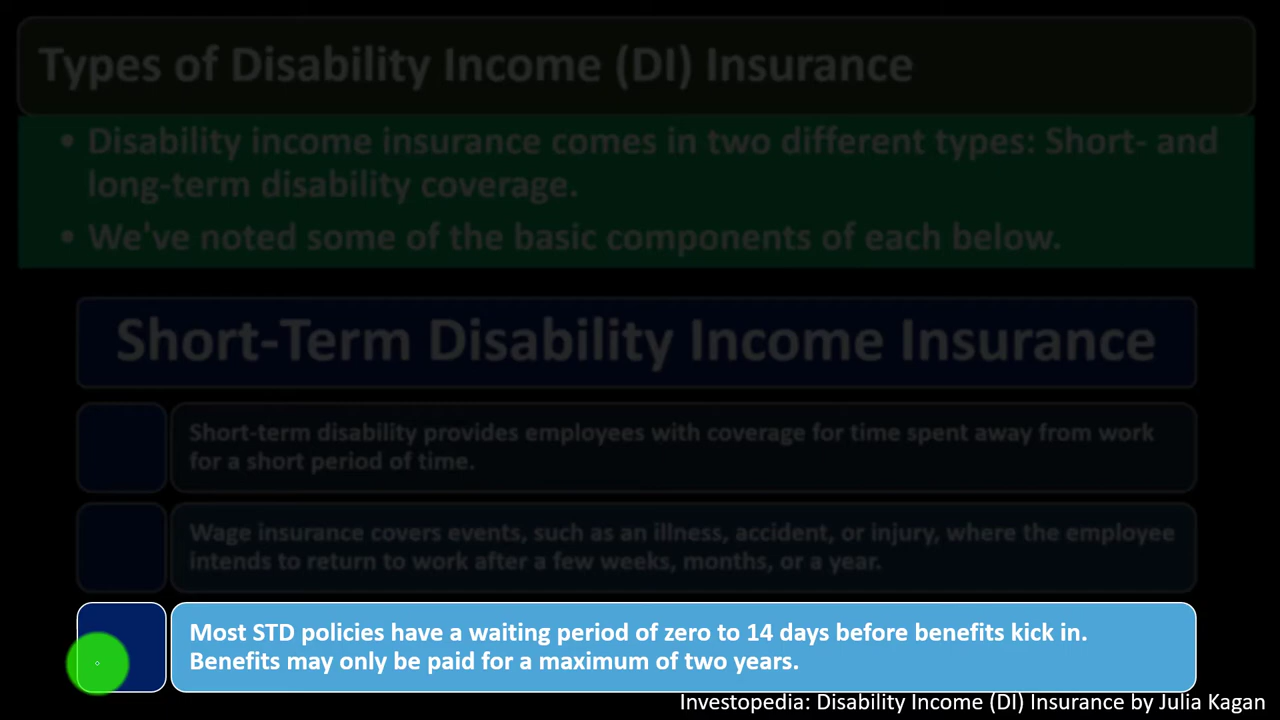 Types of Disability Income (DI) Insurance
• Disability income insurance comes in two different types: Short- and
long-term disability coverage.
• We've noted some of the basic components of each below.
Short-Term Disability Income Insurance
Short-term disability provides employees with coverage for time spent away from work
for a short period of time.
Wage insurance covers events, such as an illness, accident, or injury, where the employee
intends to return to work after a few weeks, months, or a year.
Most STD policies have a waiting period of zero to 14 days before benefits kick in.
Benefits may only be paid for a maximum of two years.
Investopedia: Disability Income (DI) Insurance by Julia Kagan